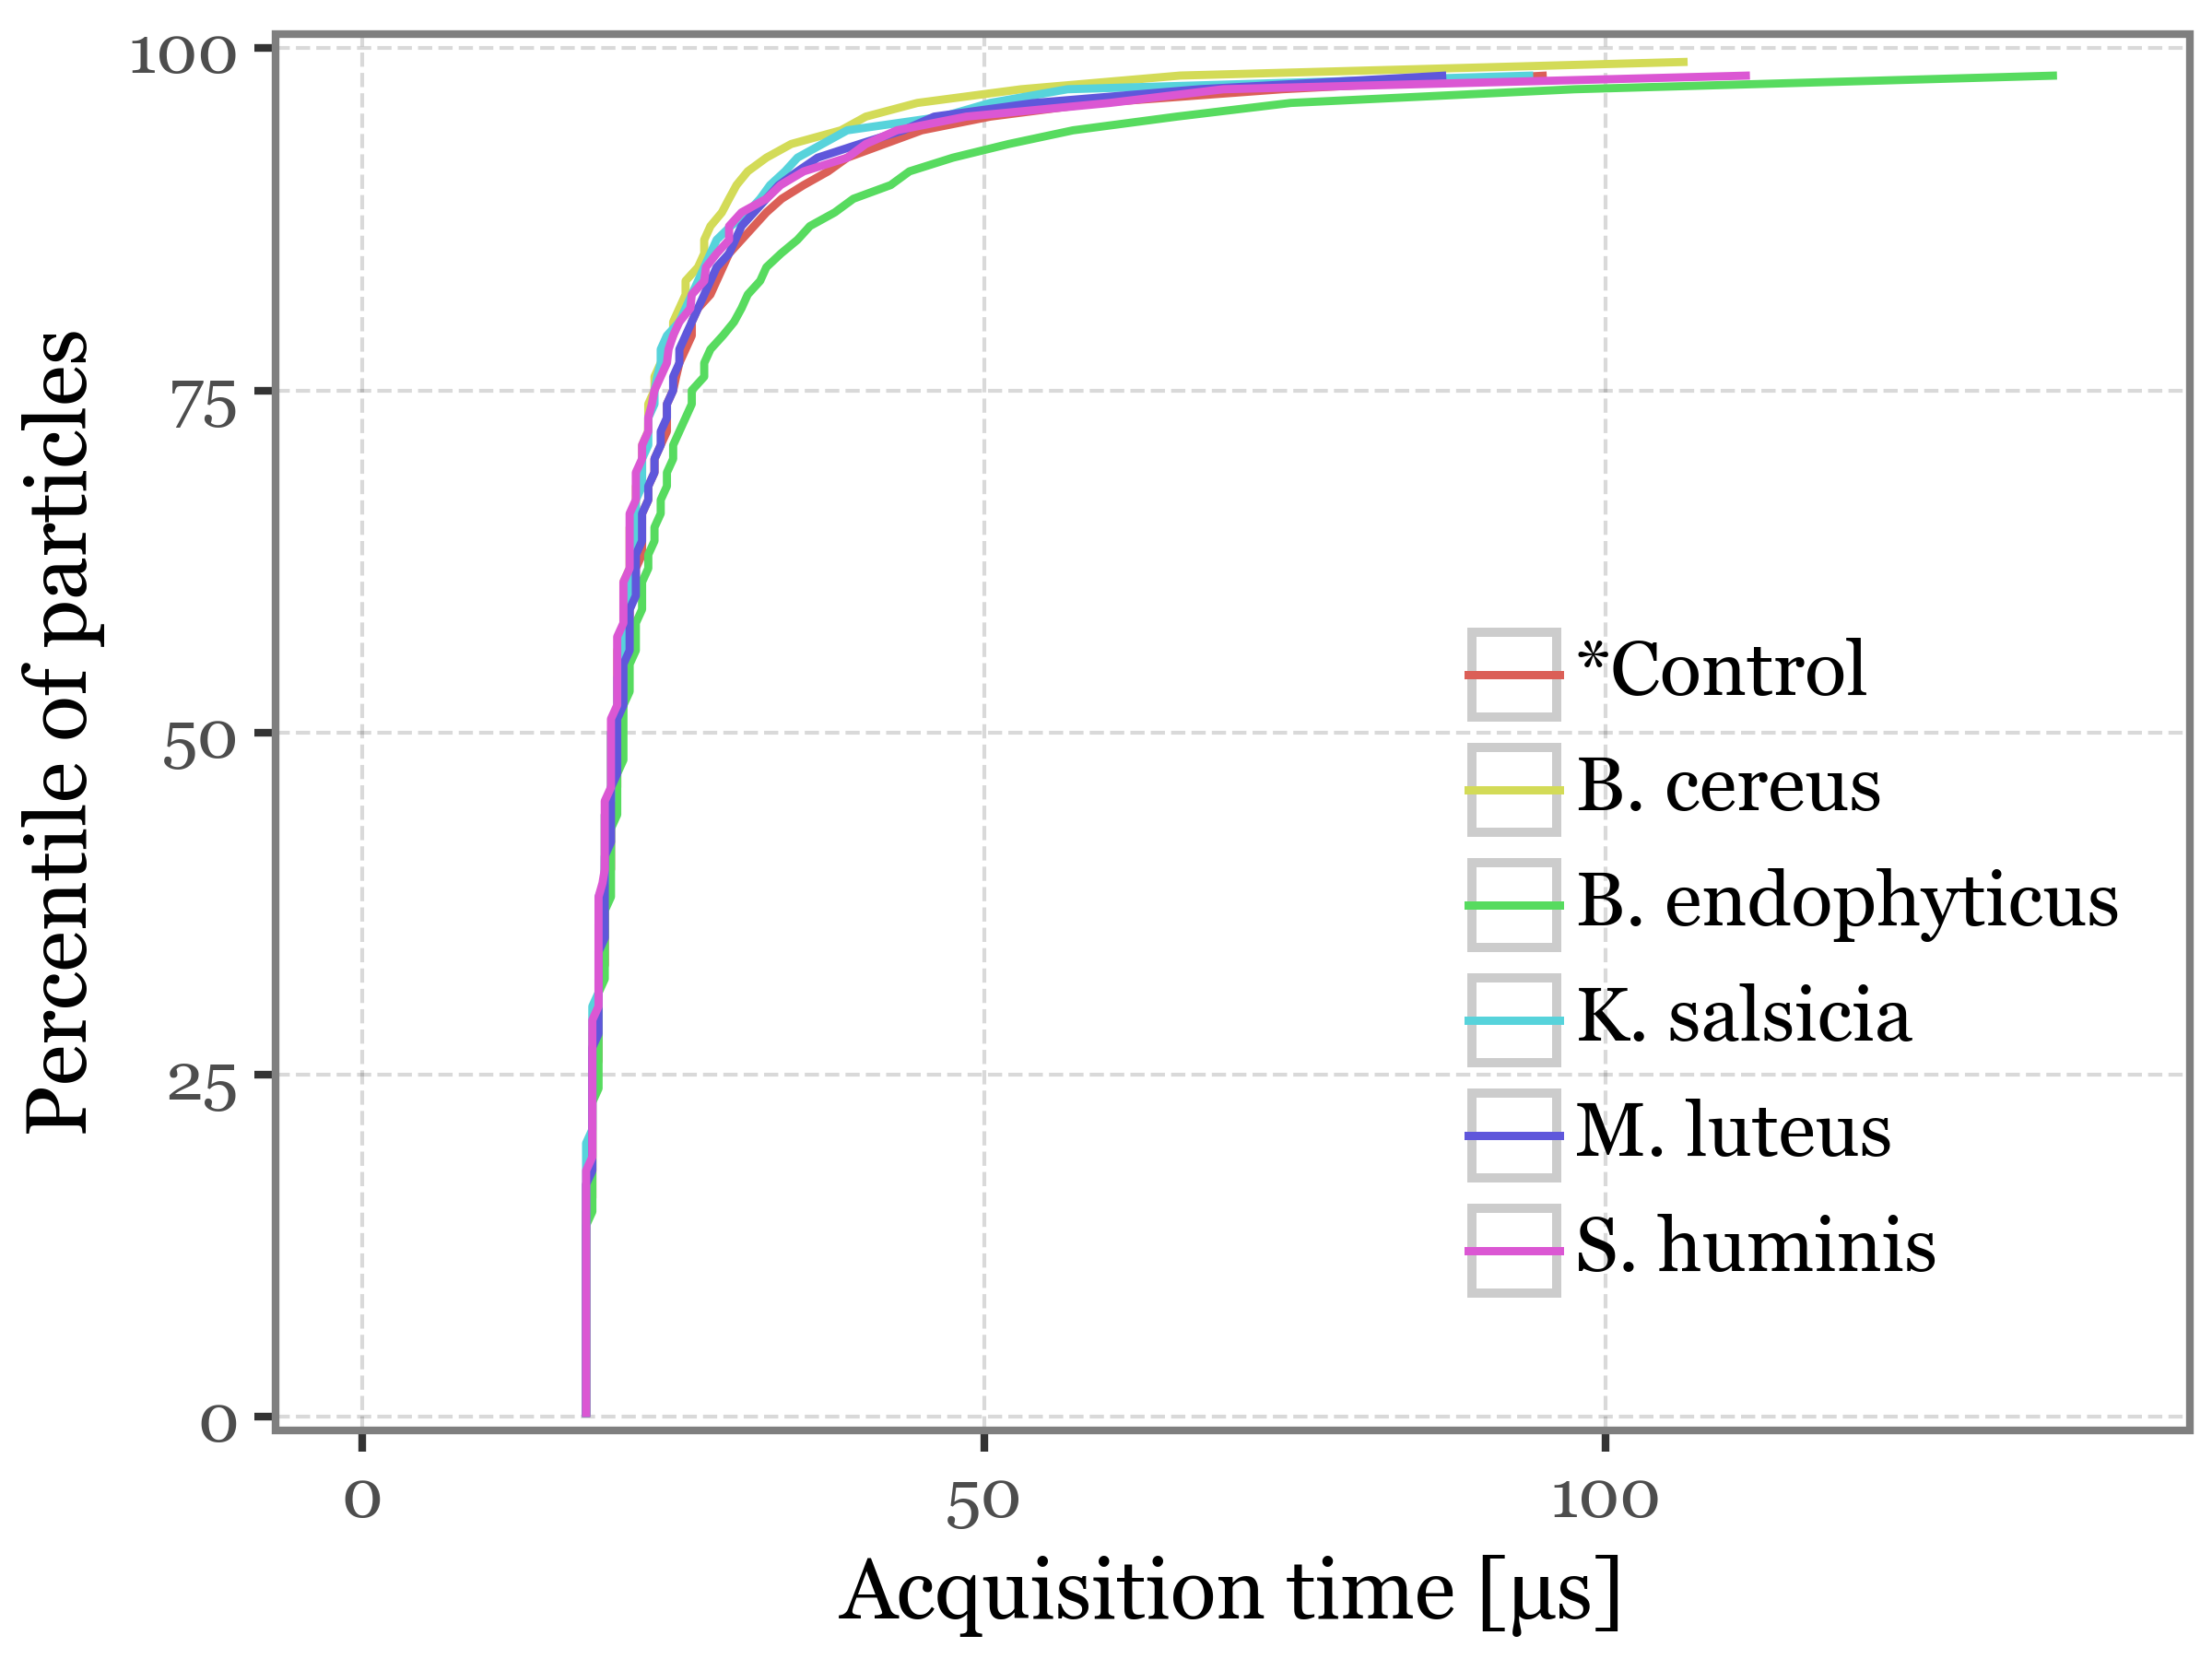 Percentile of particles
100
75
50
25
0
0
50
100
Acquisition time [µs]
*Control
B. cereus
B. endophyticus
K. salsicia
M. luteus
S. huminis